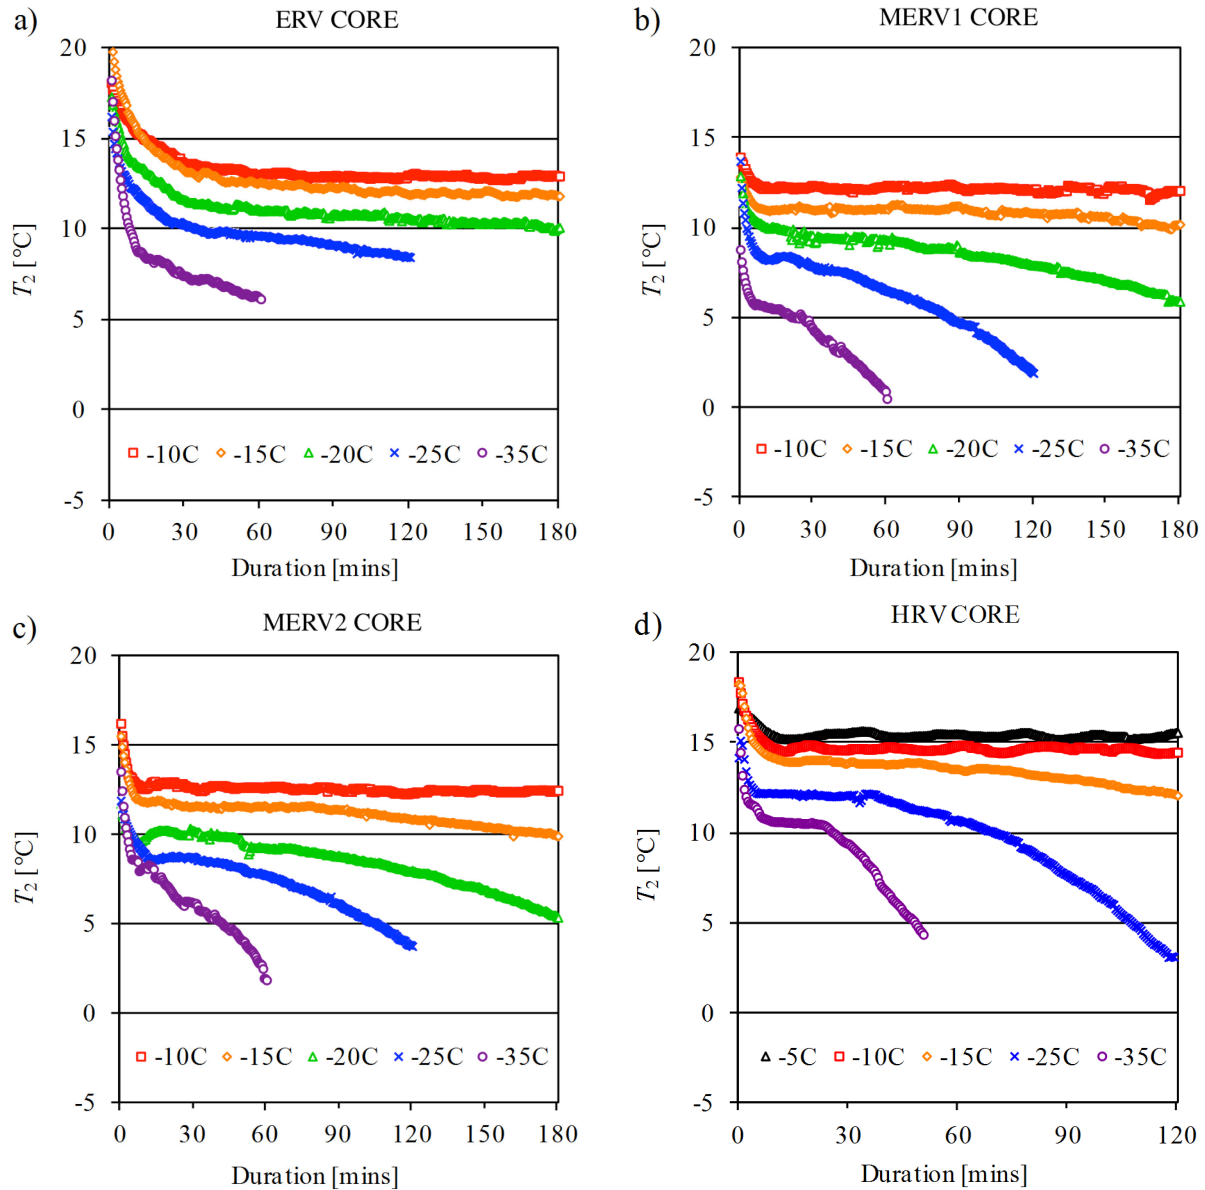 a)
ERV CORE
20
15
10
5
0
-5
T2 [°C]
-10C -15C -20C -25C -35C
0 30 60 90 120 150 180
Duration [mins]
b)
MERV1 CORE
20
15
10
5
0
-5
T2 [°C]
-10C -15C -20C -25C -35C
0 30 60 90 120 150 180
Duration [mins]
c)
MERV2 CORE
20
15
10
5
0
-5
T2 [°C]
-10C -15C -20C -25C -35C
0 30 60 90 120 150 180
Duration [mins]
d)
HRV CORE
20
15
10
5
0
-5
T2 [°C]
-5C -10C -15C -25C -35C
0 30 60 90 120
Duration [mins]